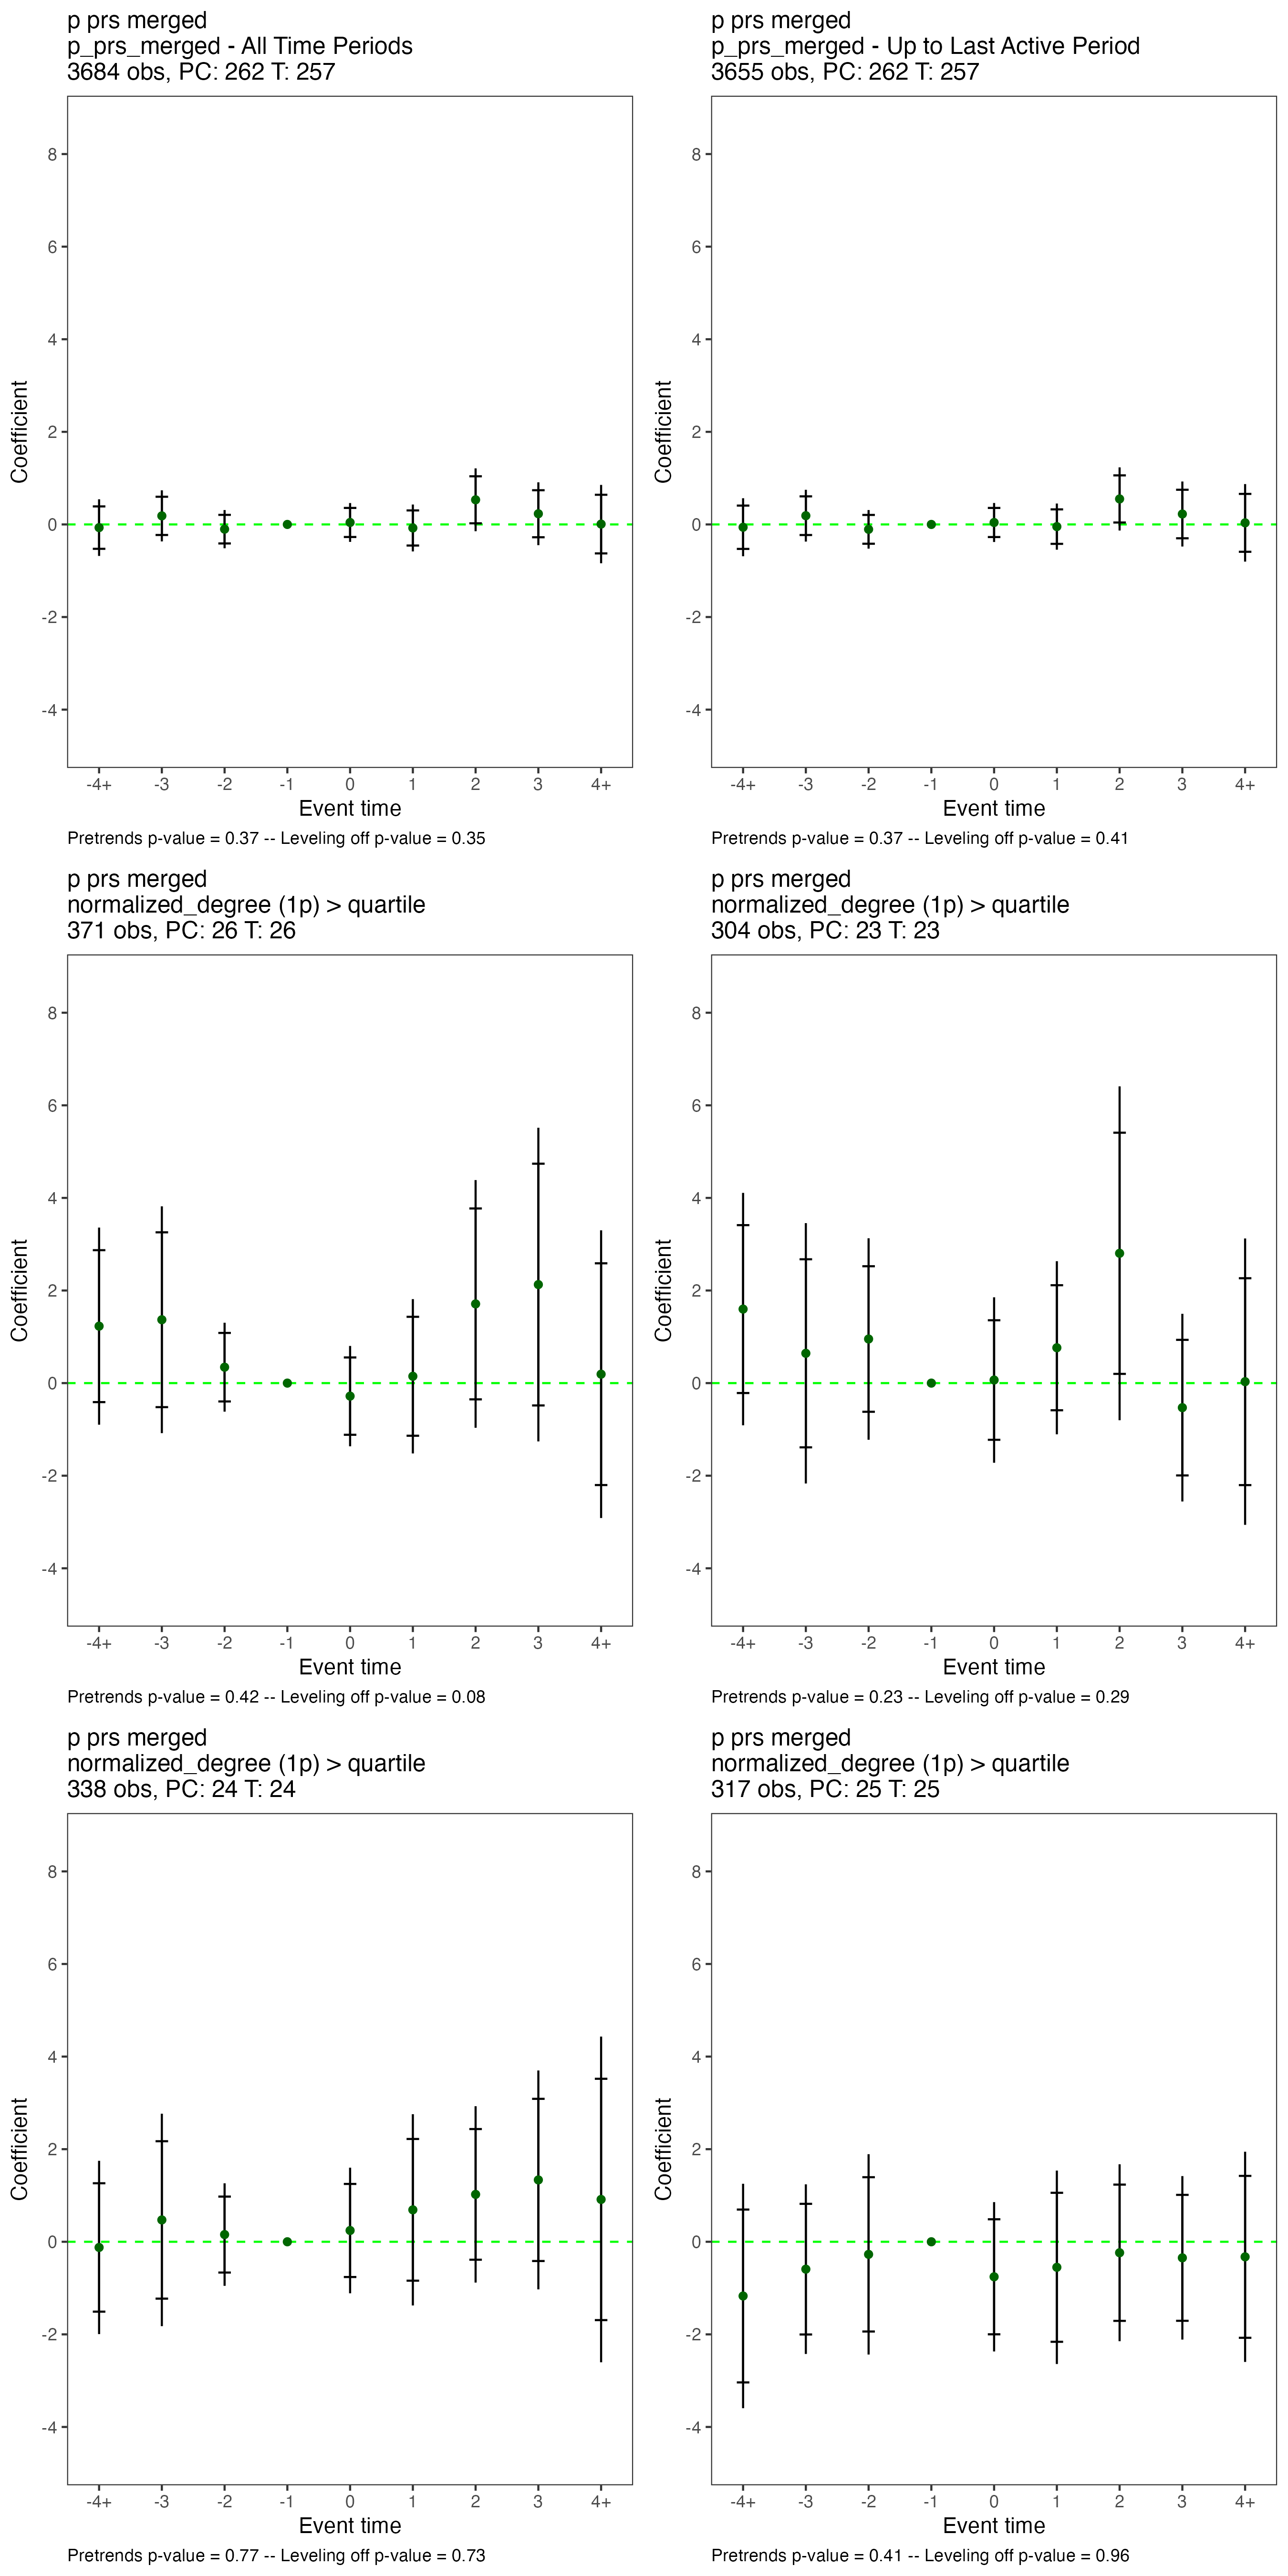 p prs merged
p_prs_merged - All Time Periods
3684 obs, PC: 262 T: 257
8
6
4
2
0
-2
-4
Coefficient
-4+ -3 -2 -1 0 1 2 3 4+
Event time
Pretrends p-value = 0.37 -- Leveling off p-value = 0.35
p prs merged
p_prs_merged - Up to Last Active Period
3655 obs, PC: 262 T: 257
8
6
4
2
0
-2
-4
Coefficient
-4+ -3 -2 -1 0 1 2 3 4+
Event time
Pretrends p-value = 0.37 -- Leveling off p-value = 0.41
p prs merged
normalized_degree (1p) > quartile
371 obs, PC: 26 T: 26
8
6
4
2
0
-2
-4
Coefficient
-4+ -3 -2 -1 0 1 2 3 4+
Event time
Pretrends p-value = 0.42 -- Leveling off p-value = 0.08
p prs merged
normalized_degree (1p) > quartile
304 obs, PC: 23 T: 23
8
6
4
2
0
-2
-4
Coefficient
-4+ -3 -2 -1 0 1 2 3 4+
Event time
Pretrends p-value = 0.23 -- Leveling off p-value = 0.29
p prs merged
normalized_degree (1p) > quartile
338 obs, PC: 24 T: 24
8
6
4
2
0
-2
-4
Coefficient
-4+ -3 -2 -1 0 1 2 3 4+
Event time
Pretrends p-value = 0.77 -- Leveling off p-value = 0.73
p prs merged
normalized_degree (1p) > quartile
317 obs, PC: 25 T: 25
8
6
4
2
0
-2
-4
Coefficient
-4+ -3 -2 -1 0 1 2 3 4+
Event time
Pretrends p-value = 0.41 -- Leveling off p-value = 0.96